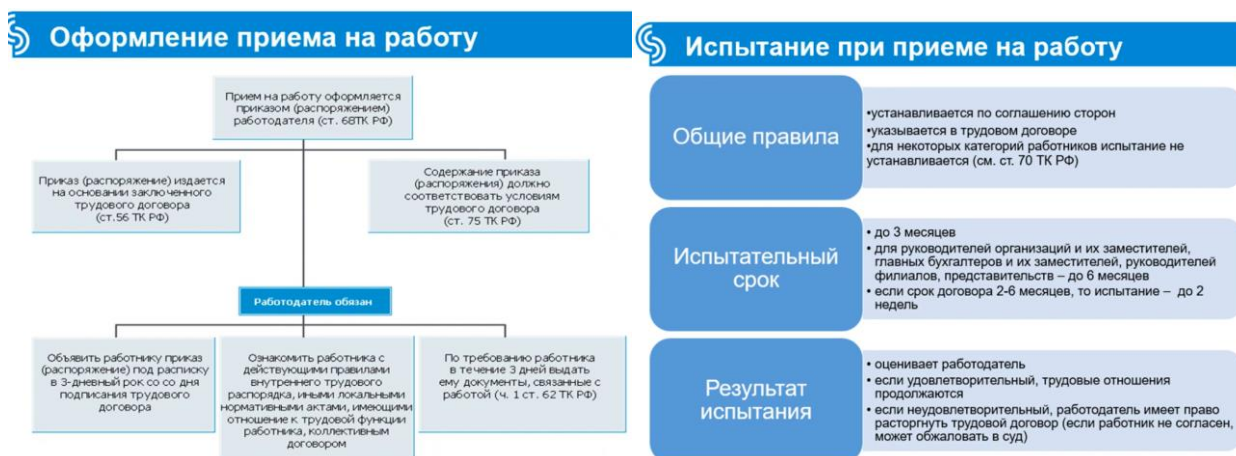 Оформление приема на работу
Прием на работу оформляется
приказом (распоряжением)
работодателя (ст. 68ТК РФ)
Приказ (распоряжение) издается
на основании заключенного
трудового договора
(ст.56 ТК РФ)
Содержание приказа
(распоряжения) должно
соответствовать условиям
трудового договора
(ст. 75 ТК РФ)
Работодатель обязан
Объявить работнику приказ
(распоряжение) под расписку
в 3-дневный рок со со дня
подписания трудового
договора
Ознакомить работника с
действующими правилами
внутреннего трудового
распорядка, иными локальными
нормативными актами, имеющими
отношение к трудовой функции
работника, коллективным
договором
По требованию работника
в течение 3 дней выдать
ему документы, связанные с
работой (ч. 1 ст. 62 ТК РФ)
Испытание при приеме на работу
Общие правила
•устанавливается по соглашению сторон
•указывается в трудовом договоре
•для некоторых категорий работников испытание не
устанавливается (см. ст. 70 ТК РФ)
Испытательный
срок
• до 3 месяцев
• для руководителей организаций и их заместителей,
главных бухгалтеров и их заместителей, руководителей
филиалов, представительств – до 6 месяцев
• если срок договора 2-6 месяцев, то испытание – до 2
недель
Результат
испытания
• оценивает работодатель
• если удовлетворительный, трудовые отношения
продолжаются
• если неудовлетворительный, работодатель имеет право
расторгнуть трудовой договор (если работник не согласен,
может обжаловать в суд)